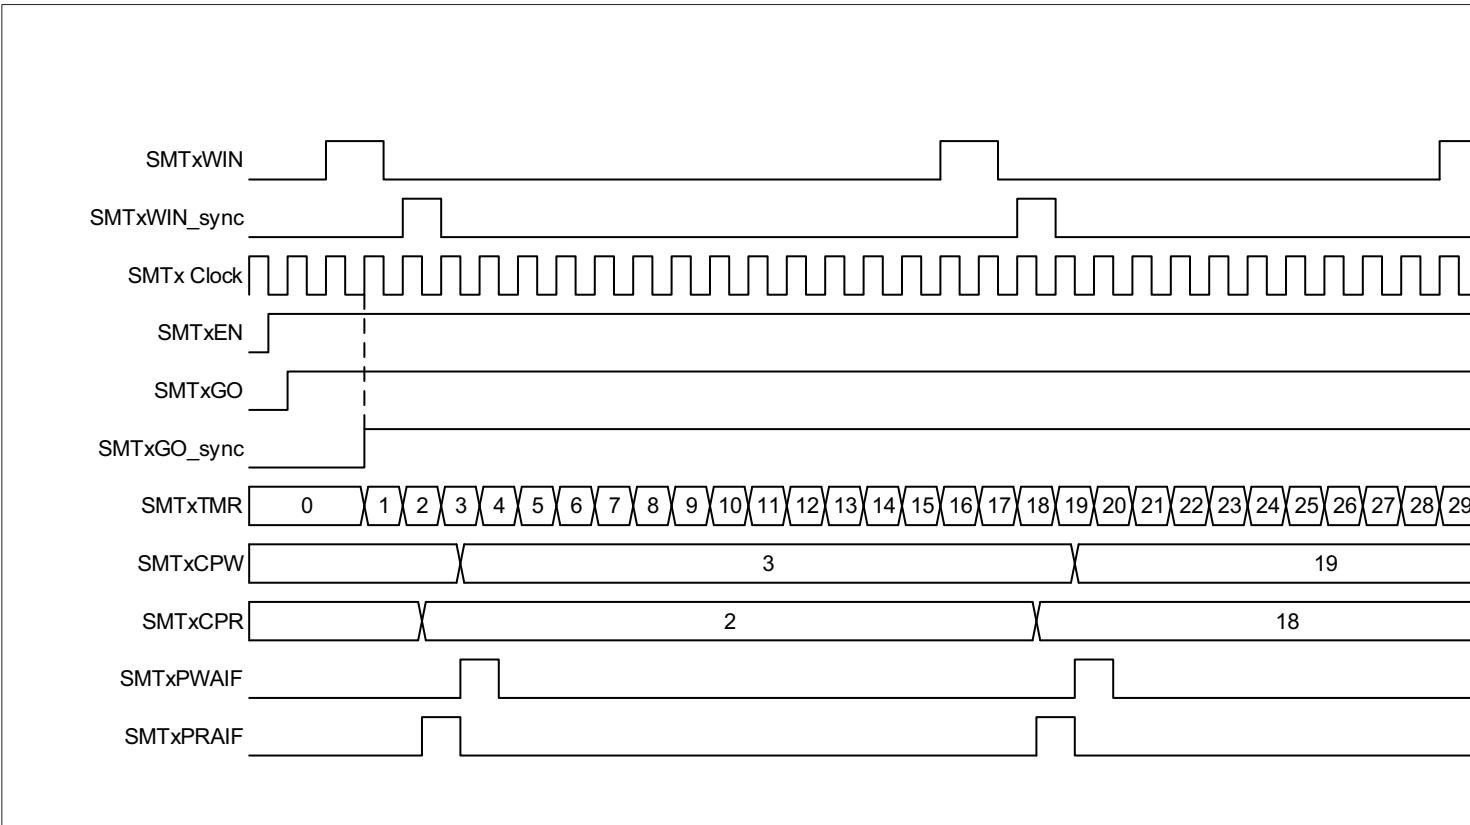 SMTxWIN
SMTxWIN_sync
SMTx Clock
SMTxEN
SMTxGO
SMTxGO_sync
SMTxTMR 0 1 2 3 4 5 6 7 8 9 10 11 12 13 14 15 16 17 18 19 20 21 22 23 24 25 26 27 28 29
SMTxCPW 3 19
SMTxCPR 2 18
SMTxPWAIF
SMTxPRAIF